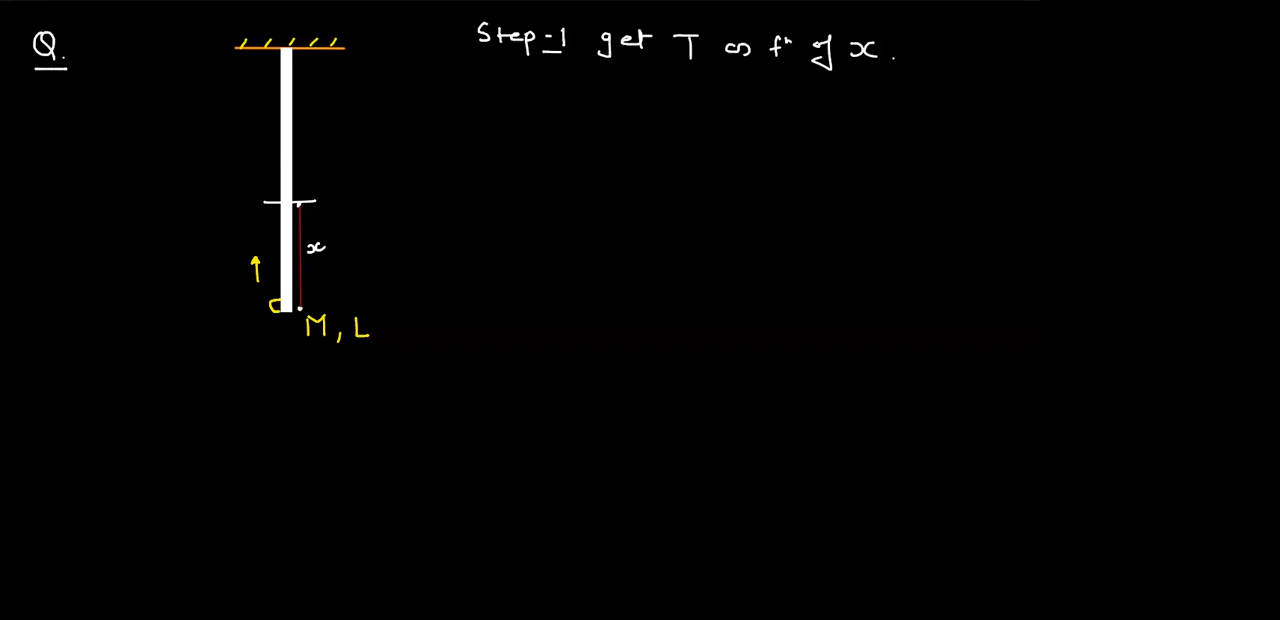 Q.
Step-1 get T as fⁿ of x.
x
M, L